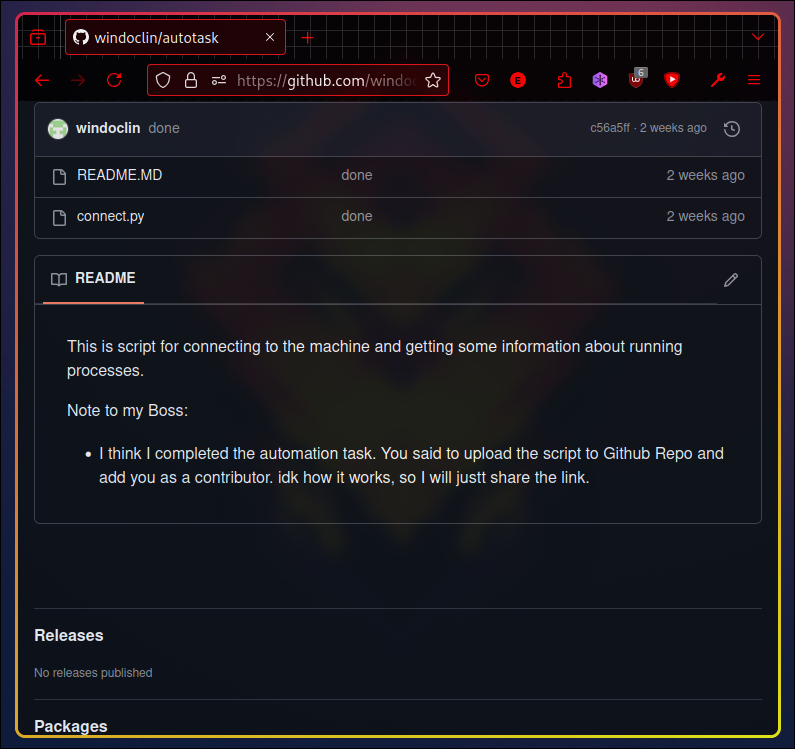 windoclin/autotask
https://github.com/windoc
E
6
windoclin done c56a5ff · 2 weeks ago
README.MD done 2 weeks ago
connect.py done 2 weeks ago
README
This is script for connecting to the machine and getting some information about running
processes.
Note to my Boss:
• I think I completed the automation task. You said to upload the script to Github Repo and
add you as a contributor. idk how it works, so I will justt share the link.
Releases
No releases published
Packages